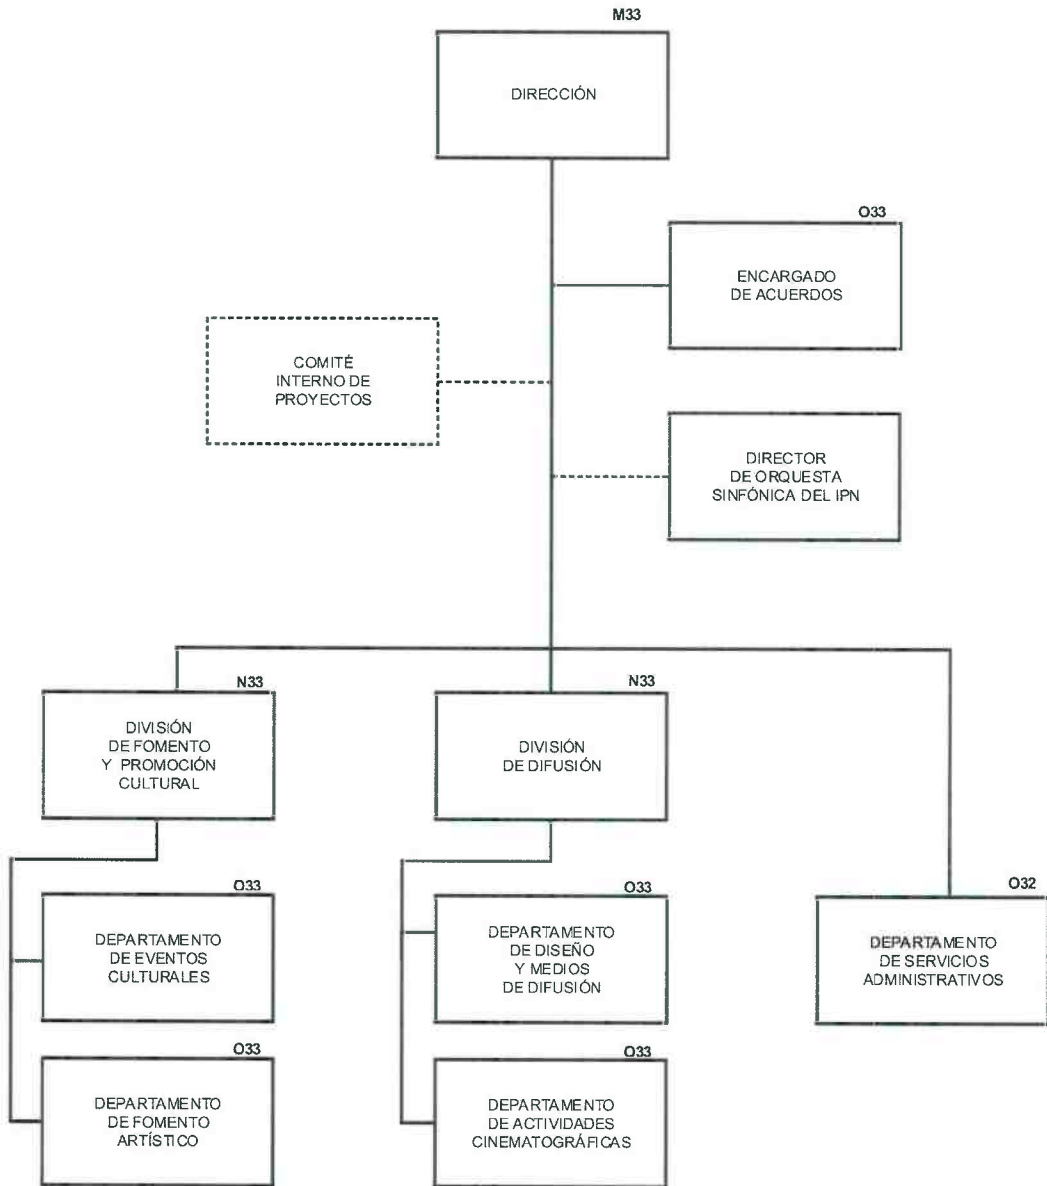 M33
DIRECCIÓN
O33
ENCARGADO
DE ACUERDOS
COMITÉ
INTERNO DE
PROYECTOS
DIRECTOR
DE ORQUESTA
SINFÓNICA DEL IPN
N33
DIVISIÓN
DE FOMENTO
Y PROMOCIÓN
CULTURAL
N33
DIVISIÓN
DE DIFUSIÓN
O33
DEPARTAMENTO
DE EVENTOS
CULTURALES
O33
DEPARTAMENTO
DE DISEÑO
Y MEDIOS
DE DIFUSIÓN
O32
DEPARTAMENTO
DE SERVICIOS
ADMINISTRATIVOS
O33
DEPARTAMENTO
DE FOMENTO
ARTÍSTICO
O33
DEPARTAMENTO
DE ACTIVIDADES
CINEMATOGRÁFICAS